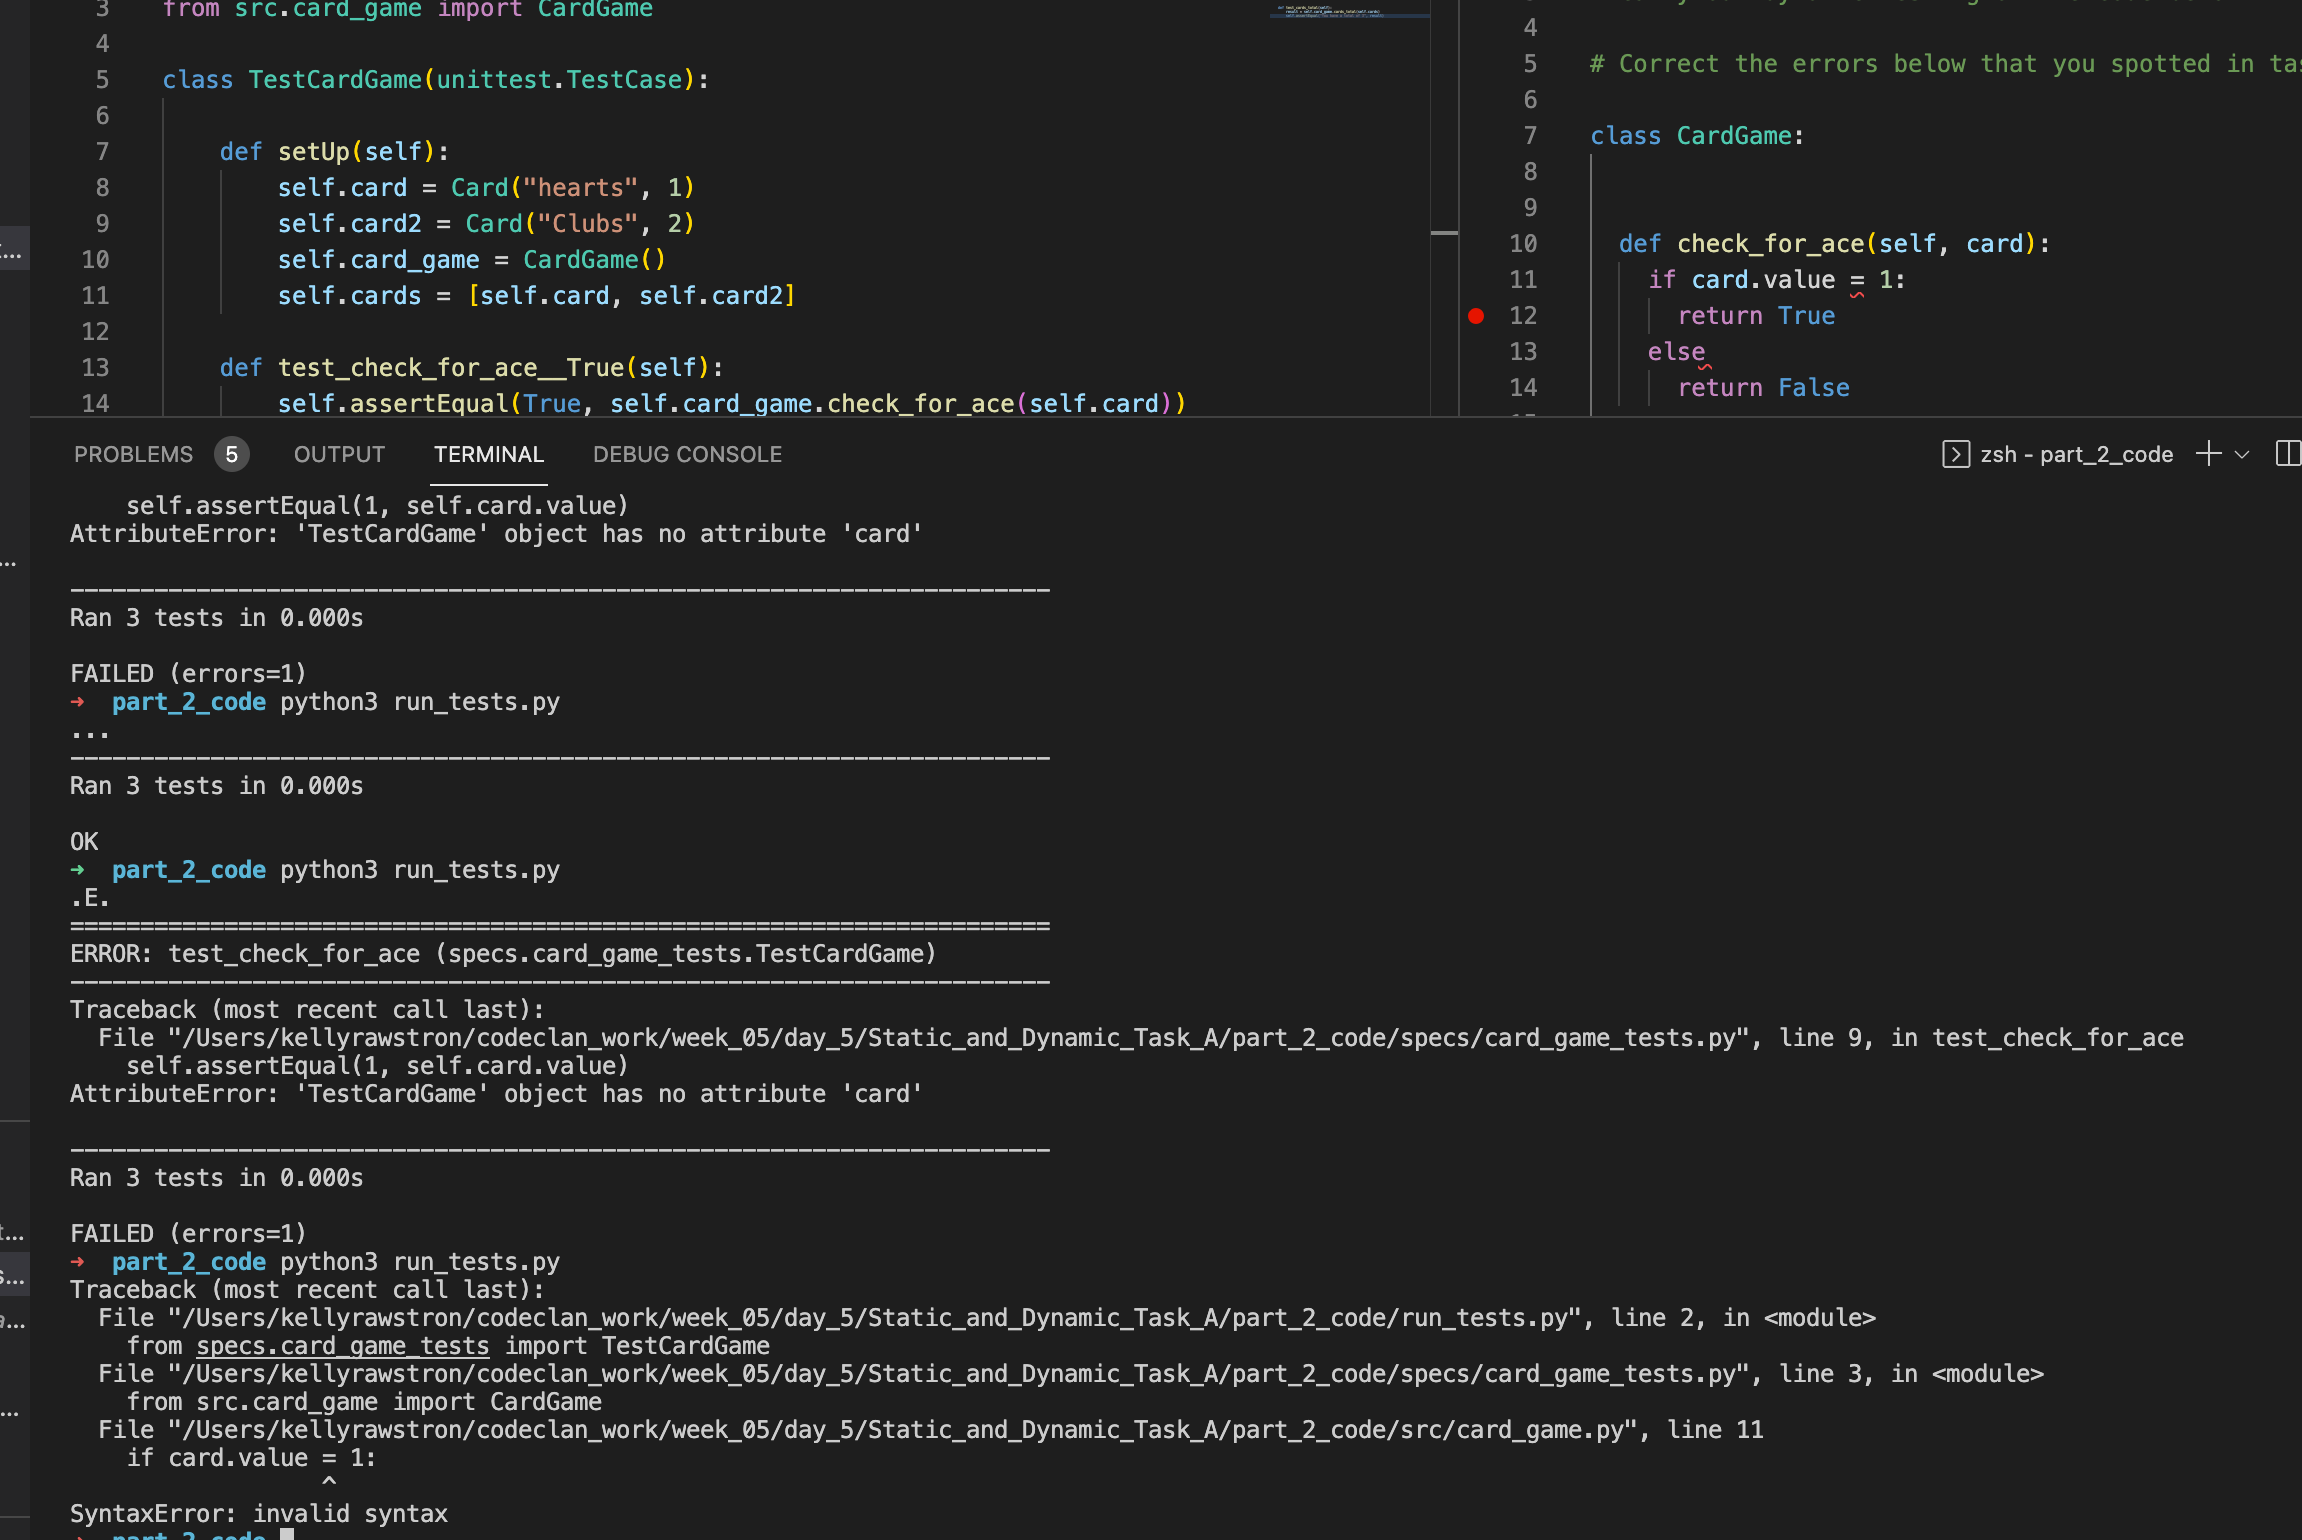 3 from src.card_game import CardGame
4
5 class TestCardGame(unittest.TestCase):
6
7 def setUp(self):
8 self.card = Card("hearts", 1)
9 self.card2 = Card("Clubs", 2)
10 self.card_game = CardGame()
11 self.cards = [self.card, self.card2]
12
13 def test_check_for_ace__True(self):
14 self.assertEqual(True, self.card_game.check_for_ace(self.card))
4
5 # Correct the errors below that you spotted in
6
7 class CardGame:
8
9
10 def check_for_ace(self, card):
11 if card.value = 1:
12 return True
13 else
14 return False
PROBLEMS 5 OUTPUT TERMINAL DEBUG CONSOLE zsh - part_2_code
self.assertEqual(1, self.card.value)
AttributeError: 'TestCardGame' object has no attribute 'card'
----------------------------------------------------------------------
Ran 3 tests in 0.000s
FAILED (errors=1)
➜ part_2_code python3 run_tests.py
...
----------------------------------------------------------------------
Ran 3 tests in 0.000s
OK
➜ part_2_code python3 run_tests.py
.E.
======================================================================
ERROR: test_check_for_ace (specs.card_game_tests.TestCardGame)
----------------------------------------------------------------------
Traceback (most recent call last):
File "/Users/kellyrawstron/codeclan_work/week_05/day_5/Static_and_Dynamic_Task_A/part_2_code/specs/card_game_tests.py", line 9, in test_check_for_ace
self.assertEqual(1, self.card.value)
AttributeError: 'TestCardGame' object has no attribute 'card'
----------------------------------------------------------------------
Ran 3 tests in 0.000s
FAILED (errors=1)
➜ part_2_code python3 run_tests.py
Traceback (most recent call last):
File "/Users/kellyrawstron/codeclan_work/week_05/day_5/Static_and_Dynamic_Task_A/part_2_code/run_tests.py", line 2, in <module>
from specs.card_game_tests import TestCardGame
File "/Users/kellyrawstron/codeclan_work/week_05/day_5/Static_and_Dynamic_Task_A/part_2_code/specs/card_game_tests.py", line 3, in <module>
from src.card_game import CardGame
File "/Users/kellyrawstron/codeclan_work/week_05/day_5/Static_and_Dynamic_Task_A/part_2_code/src/card_game.py", line 11
if card.value = 1:
^
SyntaxError: invalid syntax
➜ part_2_code